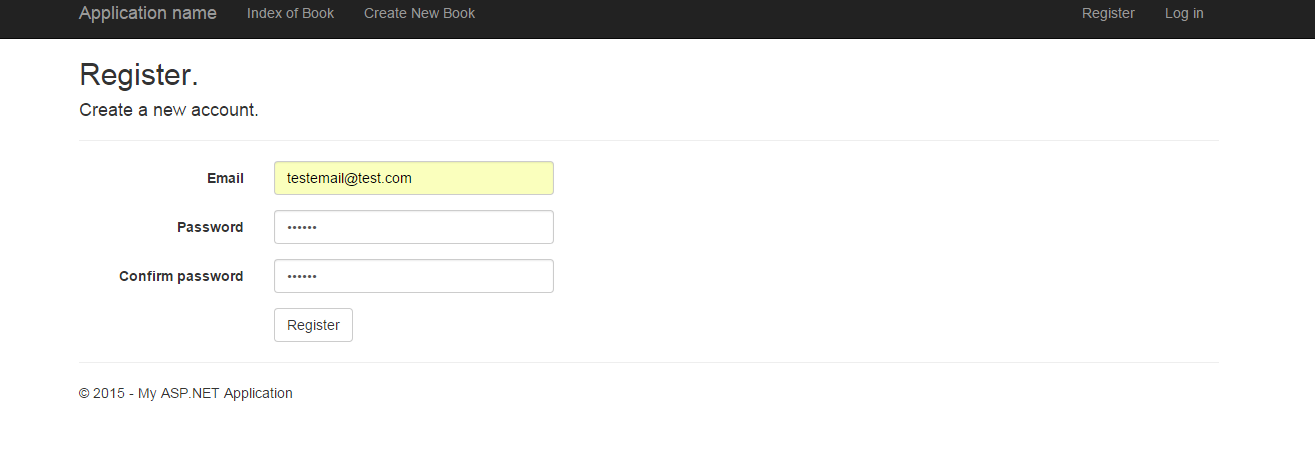 Application name Index of Book Create New Book Register Log in
Register.
Create a new account.
Email testemail@test.com
Password ••••••
Confirm password ••••••
Register
© 2015 - My ASP.NET Application